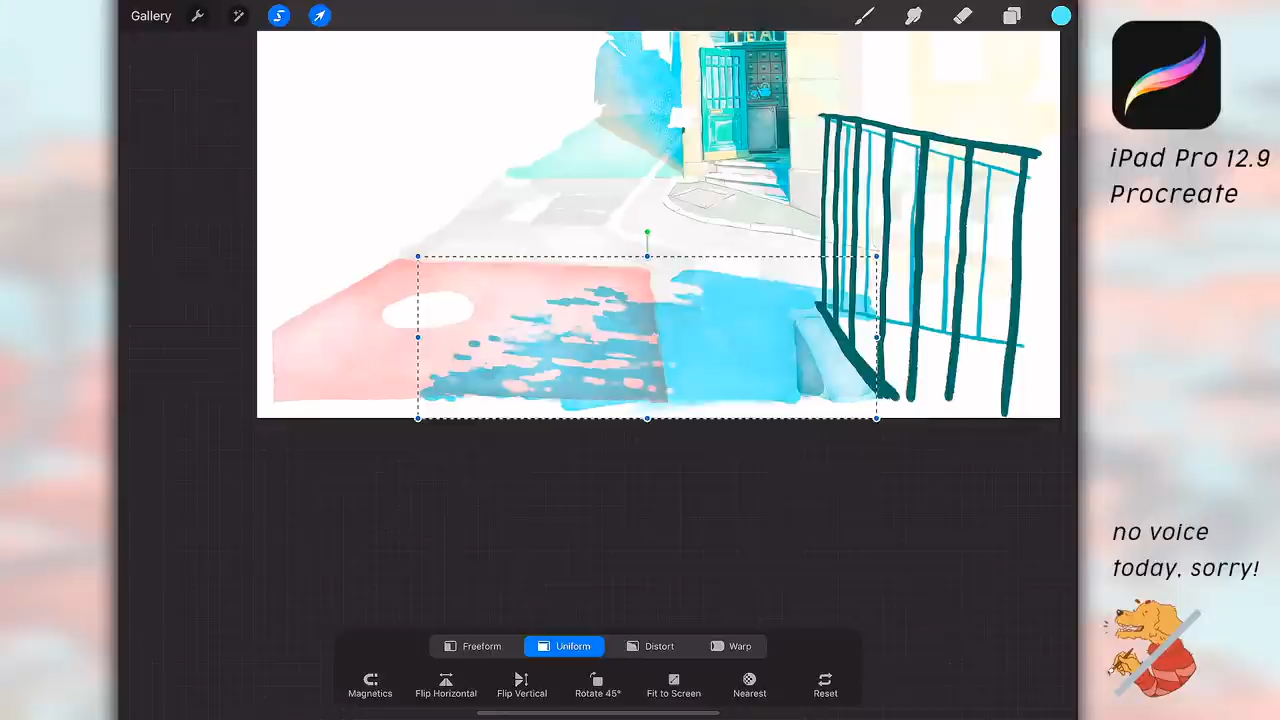 Gallery
TEA
iPad Pro 12.9
Procreate
no voice
today, sorry!
Freeform
Uniform
Distort
Warp
Magnetics
Flip Horizontal
Flip Vertical
Rotate 45°
Fit to Screen
Nearest
Reset